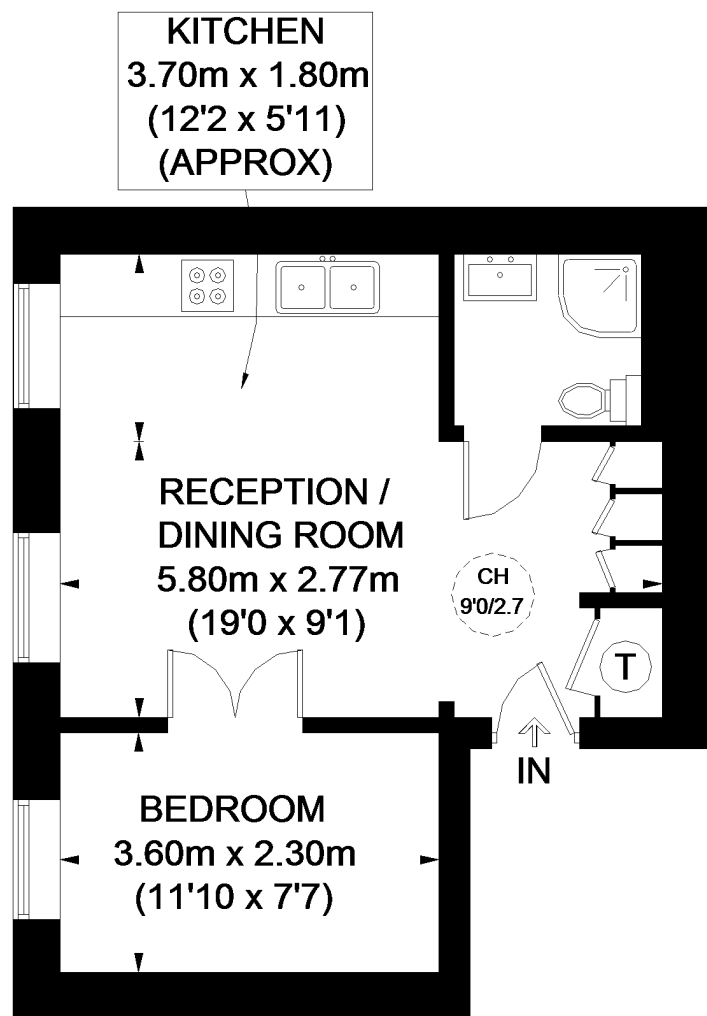 KITCHEN
3.70m x 1.80m
(12'2 x 5'11)
(APPROX)
RECEPTION /
DINING ROOM
5.80m x 2.77m
(19'0 x 9'1)
CH
9'0/2.7
T
IN
BEDROOM
3.60m x 2.30m
(11'10 x 7'7)